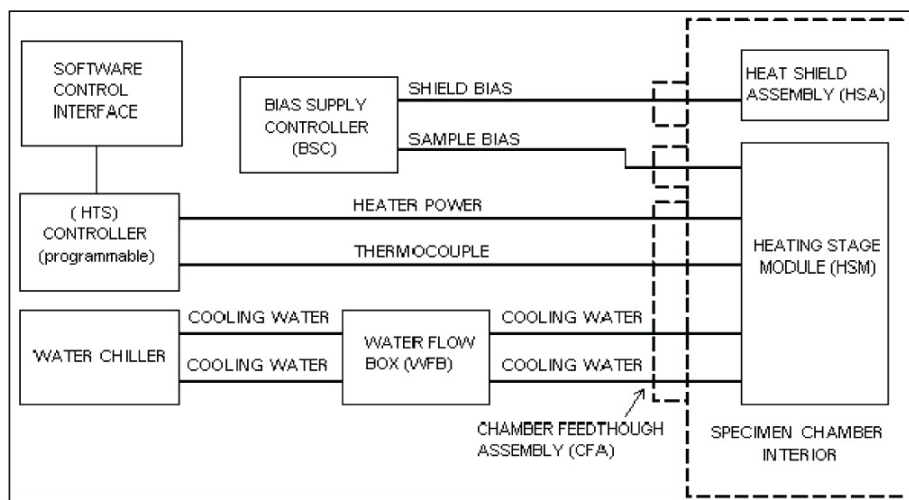 SOFTWARE
CONTROL
INTERFACE
BIAS SUPPLY
CONTROLLER
(BSC)
SHIELD BIAS
SAMPLE BIAS
HEAT SHIELD
ASSEMBLY (HSA)
( HTS)
CONTROLLER
(programmable)
HEATER POWER
THERMOCOUPLE
HEATING STAGE
MODULE (HSM)
WATER CHILLER
COOLING WATER
COOLING WATER
WATER FLOW
BOX (WFB)
COOLING WATER
COOLING WATER
CHAMBER FEEDTHOUGH
ASSEMBLY (CFA)
SPECIMEN CHAMBER
INTERIOR